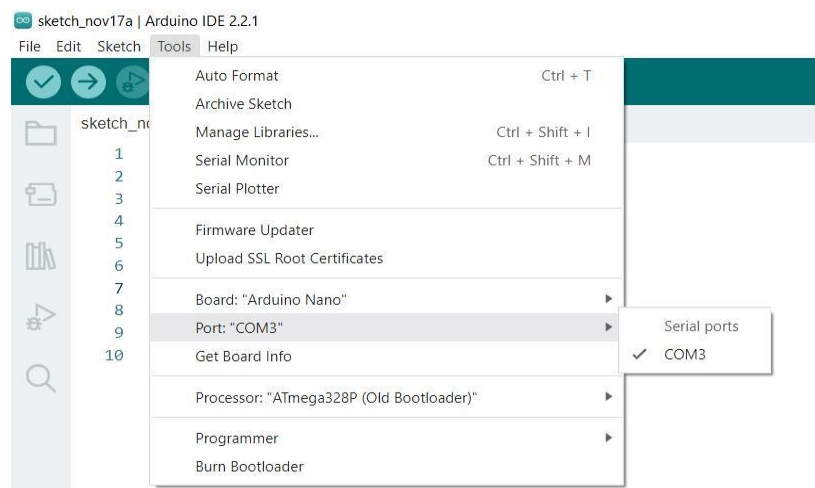 sketch_nov17a | Arduino IDE 2.2.1
File Edit Sketch Tools Help
Auto Format Ctrl + T
Archive Sketch
sketch_no
Manage Libraries... Ctrl + Shift + I
1
Serial Monitor Ctrl + Shift + M
2
Serial Plotter
3
4
Firmware Updater
5
Upload SSL Root Certificates
6
7
Board: "Arduino Nano"
8
Port: "COM3" Serial ports
9
Get Board Info COM3
10
Processor: "ATmega328P (Old Bootloader)"
Programmer
Burn Bootloader